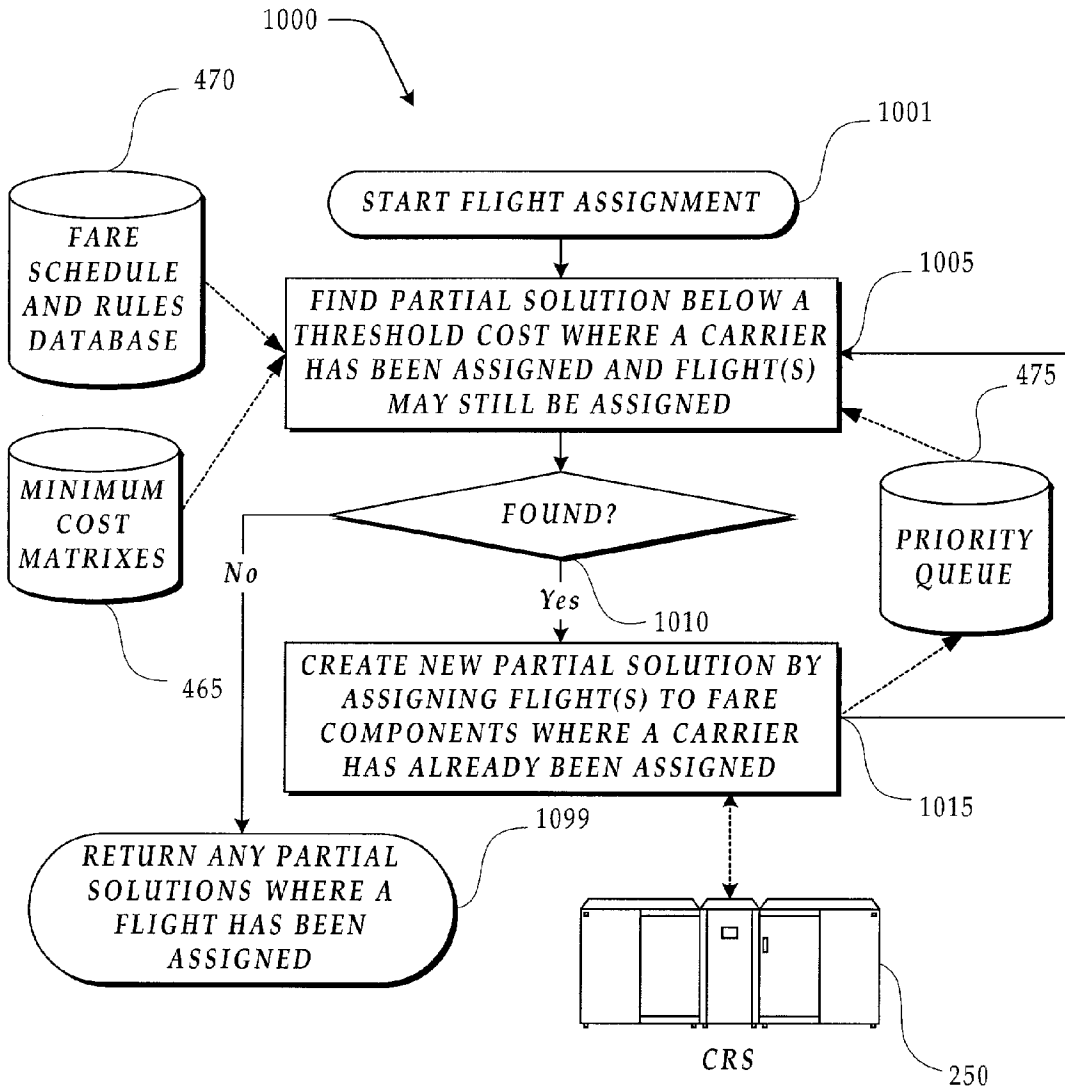 1000
470
1001
START FLIGHT ASSIGNMENT
FARE
SCHEDULE
AND RULES
DATABASE
1005
FIND PARTIAL SOLUTION BELOW A
THRESHOLD COST WHERE A CARRIER
HAS BEEN ASSIGNED AND FLIGHT(S)
MAY STILL BE ASSIGNED
475
MINIMUM
COST
MATRIXES
FOUND?
PRIORITY
QUEUE
No
Yes
1010
465
CREATE NEW PARTIAL SOLUTION BY
ASSIGNING FLIGHT(S) TO FARE
COMPONENTS WHERE A CARRIER
HAS ALREADY BEEN ASSIGNED
1015
1099
RETURN ANY PARTIAL
SOLUTIONS WHERE A
FLIGHT HAS BEEN
ASSIGNED
CRS
250